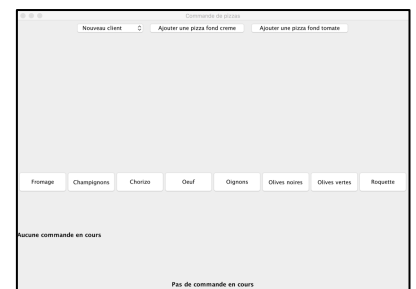 Commande de pizzas
Nouveau client Ajouter une pizza fond creme Ajouter une pizza fond tomate
Fromage Champignons Chorizo Oeuf Oignons Olives noires Olives vertes Roquette
Aucune commande en cours
Pas de commande en cours